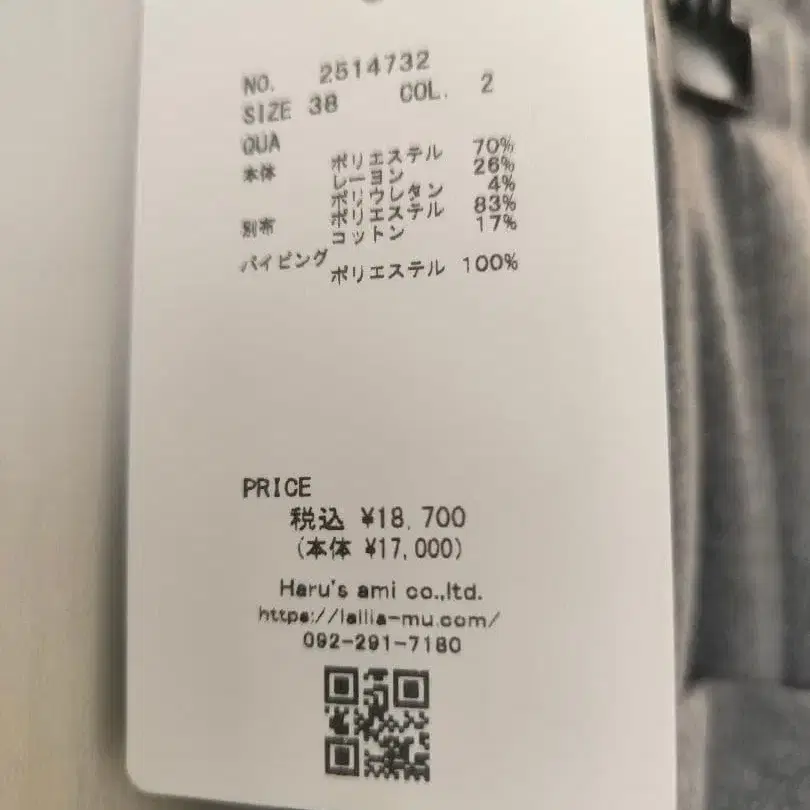 NO. 2514732
SIZE 38 COL. 2
QUA
本体 ポリエステル 70%
レーヨン 26%
ポリウレタン 4%
別布 ポリエステル 83%
コットン 17%
パイピング ポリエステル 100%
PRICE
税込 ¥18,700
(本体 ¥17,000)
Haru's ami co.,ltd.
https://lallia-mu.com/
092-291-7180